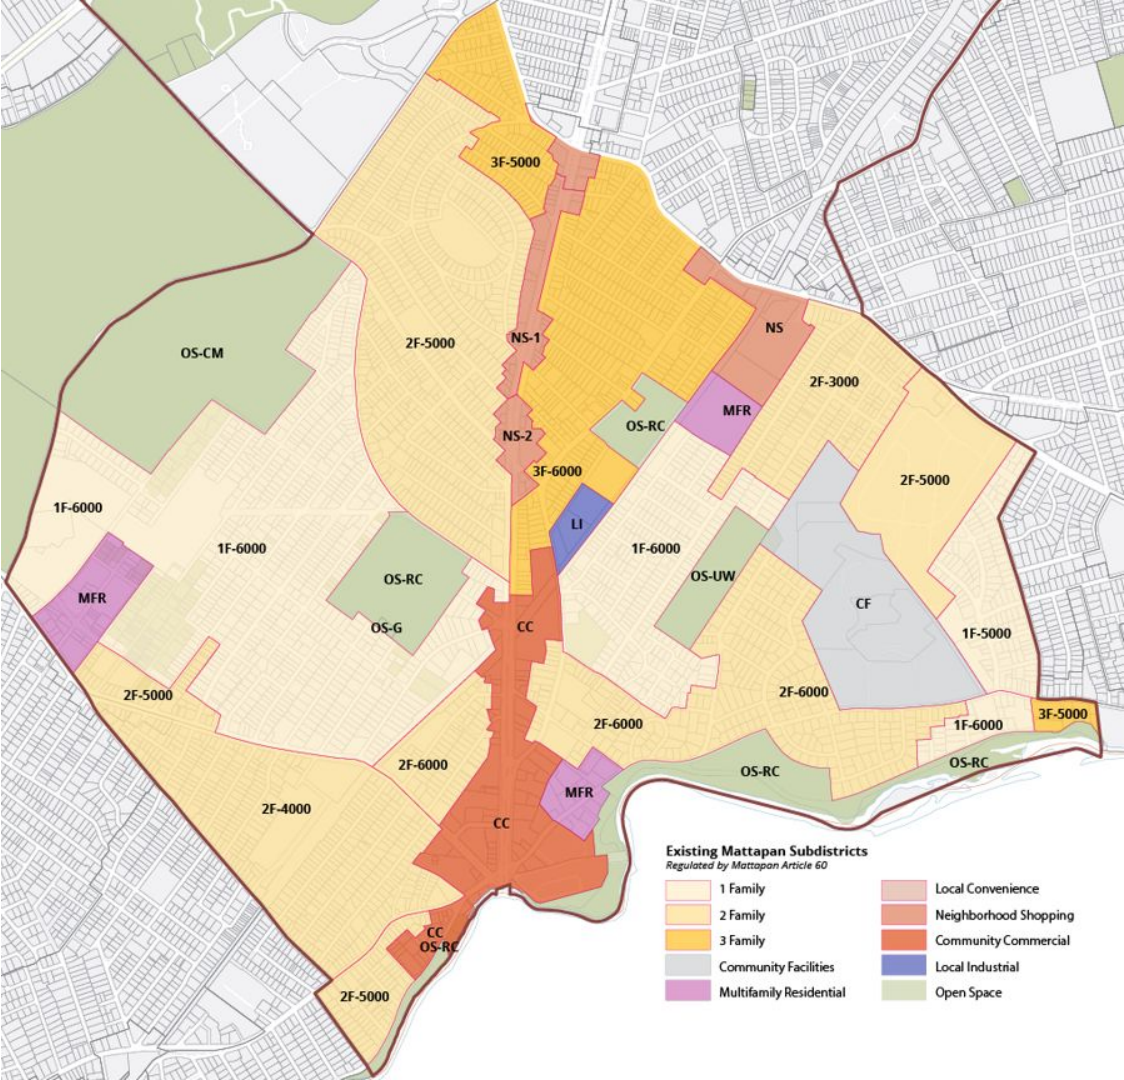 3F-5000
NS
NS-1
2F-5000
OS-CM
2F-3000
MFR
OS-RC
NS-2
3F-6000
2F-5000
1F-6000
LI
1F-6000
1F-6000
OS-UW
OS-RC
MFR
CF
OS-G
CC
1F-5000
2F-5000
2F-6000
3F-5000
2F-6000
1F-6000
2F-6000
OS-RC
OS-RC
MFR
2F-4000
CC
CC
OS-RC
2F-5000
Existing Mattapan Subdistricts
Regulated by Mattapan Article 60
1 Family
2 Family
3 Family
Community Facilities
Multifamily Residential
Local Convenience
Neighborhood Shopping
Community Commercial
Local Industrial
Open Space